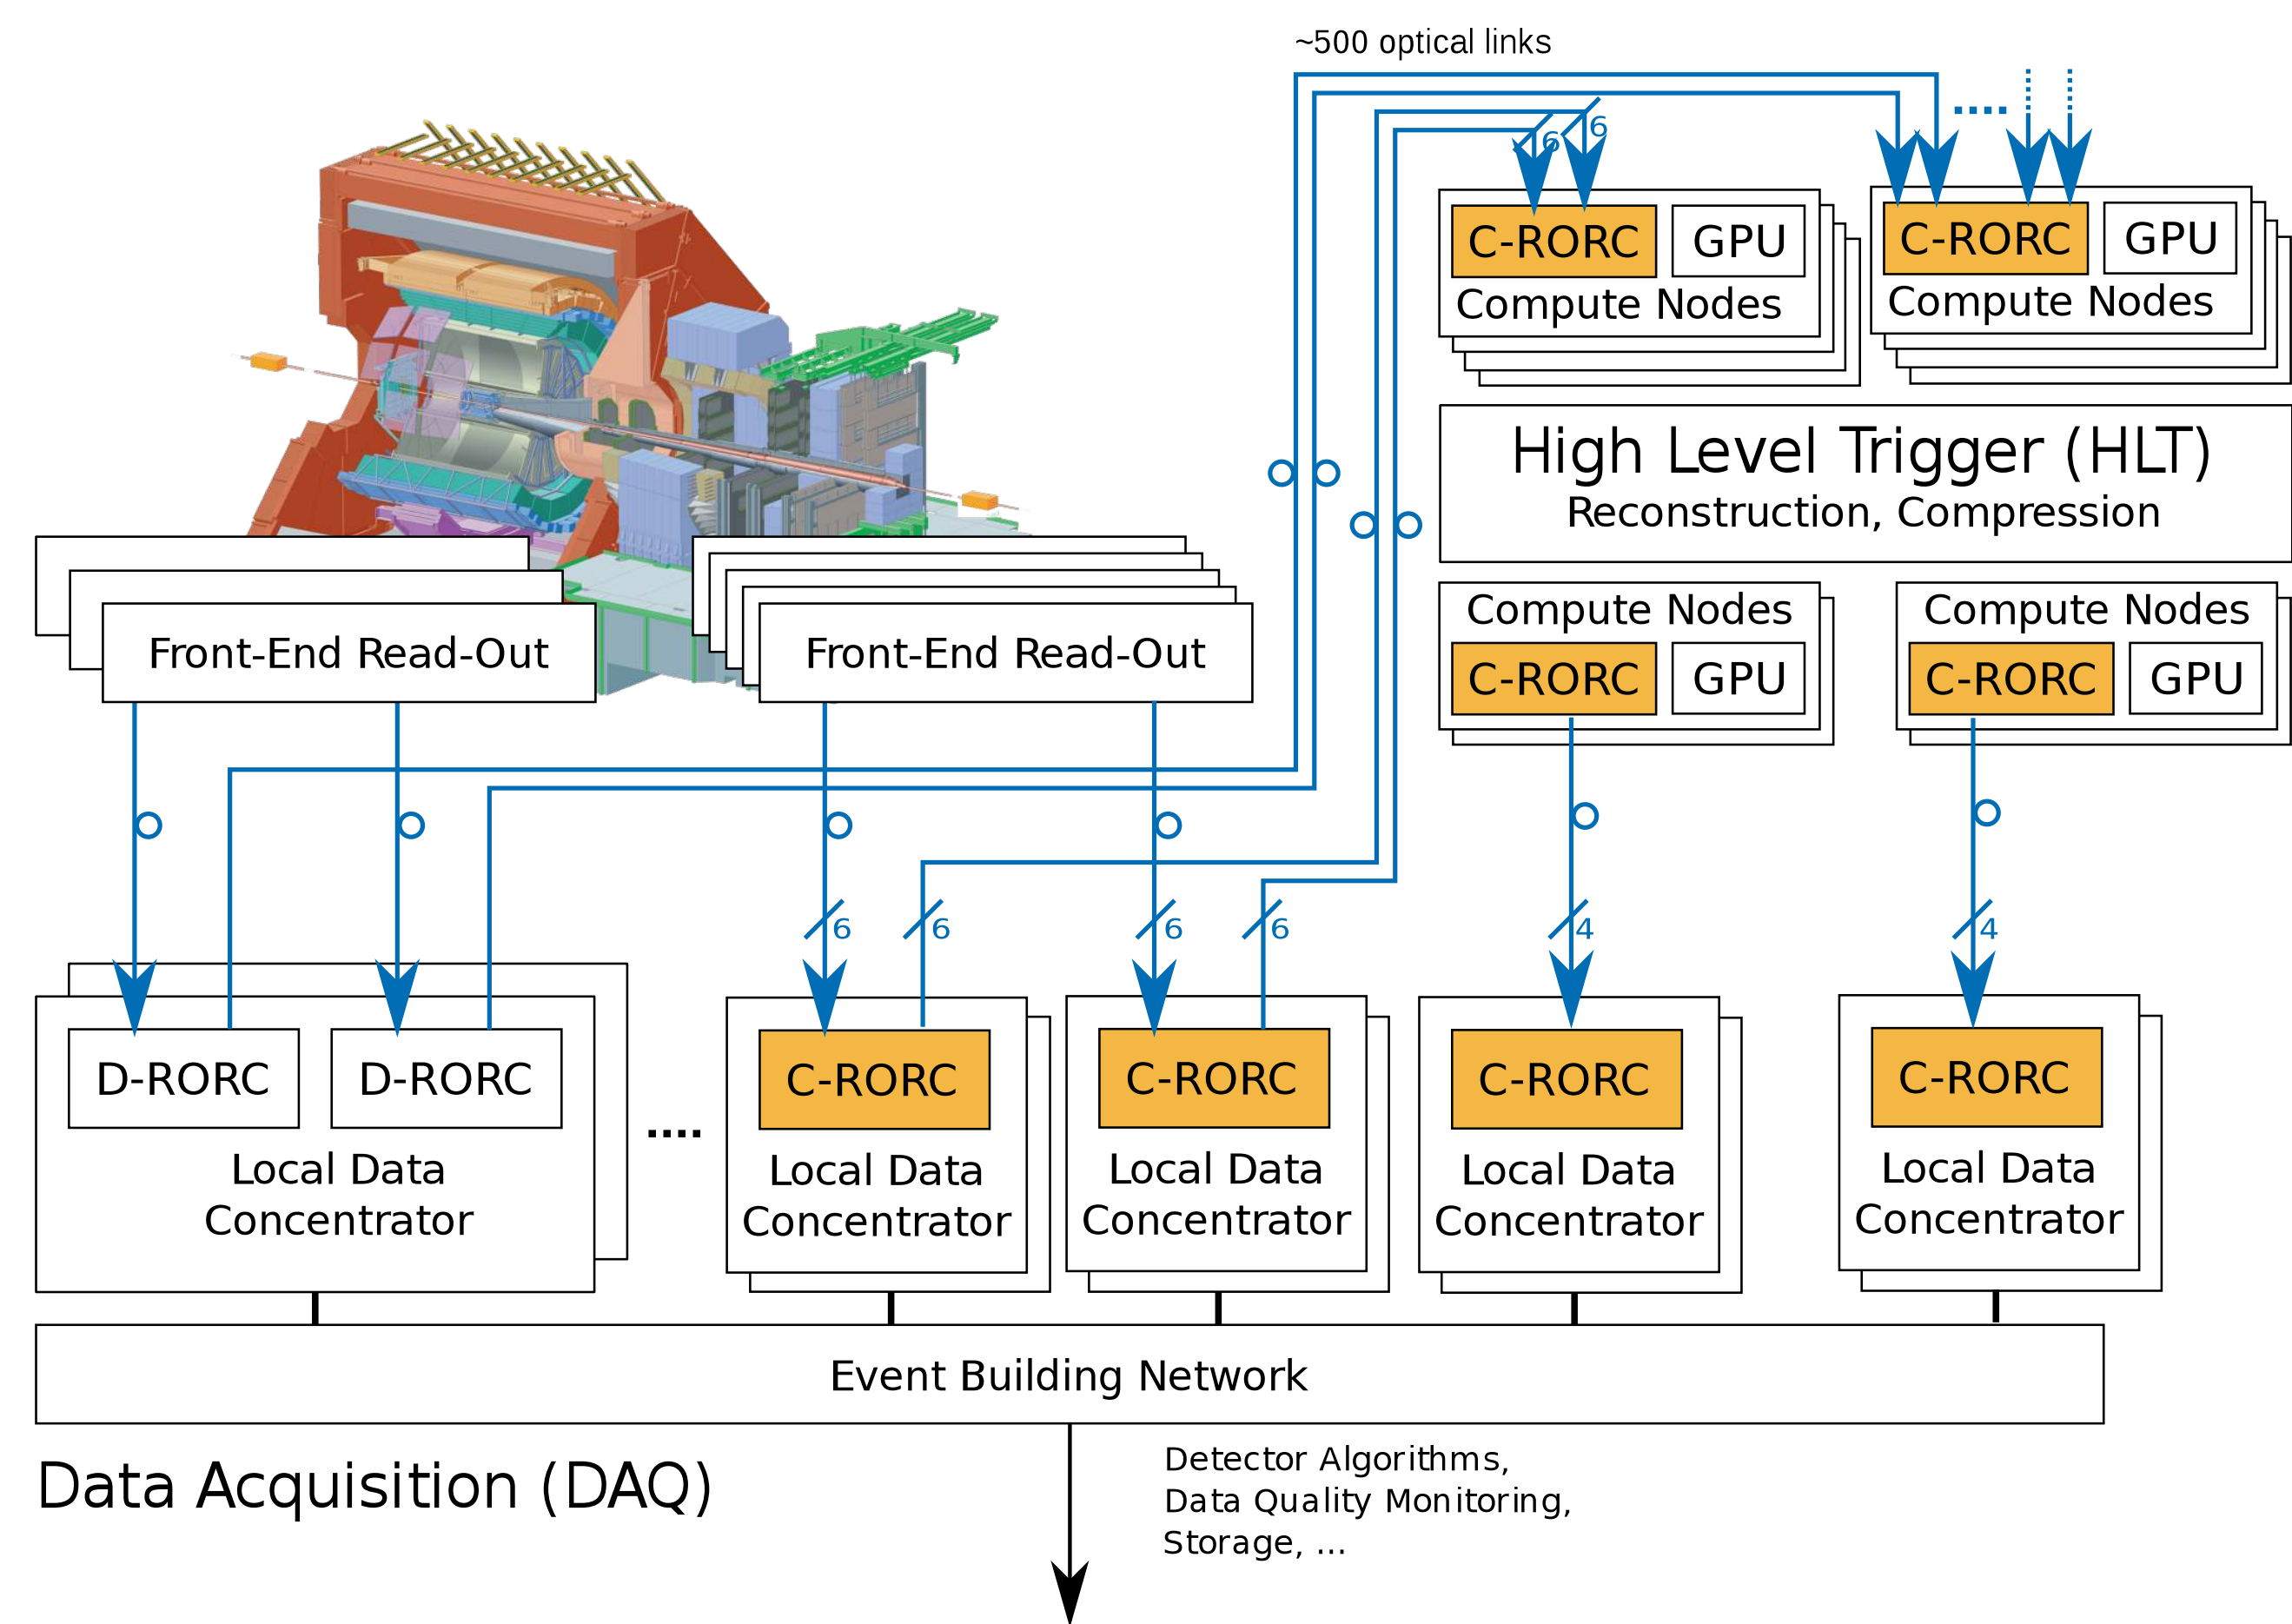 ~500 optical links
6
6
C-RORC
GPU
Compute Nodes
C-RORC
GPU
Compute Nodes
High Level Trigger (HLT)
Reconstruction, Compression
Compute Nodes
C-RORC
GPU
Compute Nodes
C-RORC
GPU
Front-End Read-Out
Front-End Read-Out
6
6
6
6
4
4
D-RORC
D-RORC
Local Data
Concentrator
....
C-RORC
Local Data
Concentrator
C-RORC
Local Data
Concentrator
C-RORC
Local Data
Concentrator
C-RORC
Local Data
Concentrator
Event Building Network
Data Acquisition (DAQ)
Detector Algorithms,
Data Quality Monitoring,
Storage, ...